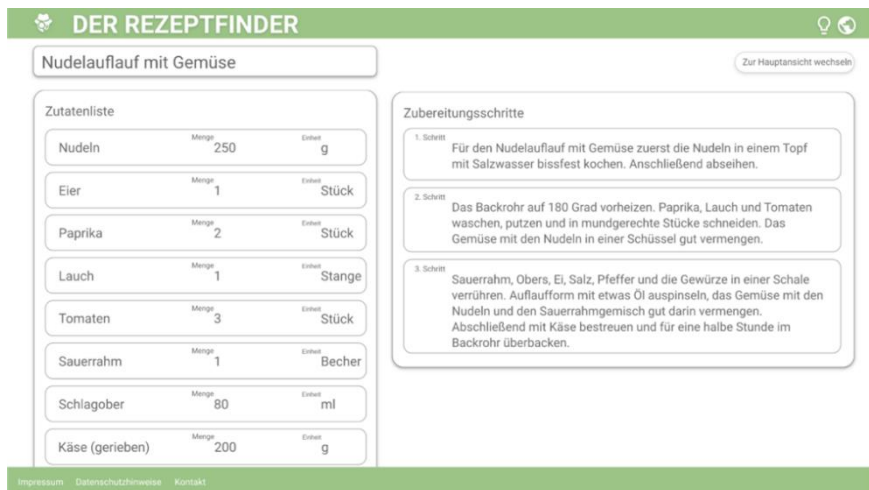 DER REZEPTFINDER
Nudelauflauf mit Gemüse
Zur Hauptansicht wechseln
Zutatenliste
Nudeln Menge 250 Einheit g
Eier Menge 1 Einheit Stück
Paprika Menge 2 Einheit Stück
Lauch Menge 1 Einheit Stange
Tomaten Menge 3 Einheit Stück
Sauerrahm Menge 1 Einheit Becher
Schlagober Menge 80 Einheit ml
Käse (gerieben) Menge 200 Einheit g
Zubereitungsschritte
1. Schritt
Für den Nudelauflauf mit Gemüse zuerst die Nudeln in einem Topf
mit Salzwasser bissfest kochen. Anschließend abseihen.
2. Schritt
Das Backrohr auf 180 Grad vorheizen. Paprika, Lauch und Tomaten
waschen, putzen und in mundgerechte Stücke schneiden. Das
Gemüse mit den Nudeln in einer Schüssel gut vermengen.
3. Schritt
Sauerrahm, Obers, Ei, Salz, Pfeffer und die Gewürze in einer Schale
verrühren. Auflaufform mit etwas Öl auspinseln, das Gemüse mit den
Nudeln und den Sauerrahmgemisch gut darin vermengen.
Abschließend mit Käse bestreuen und für eine halbe Stunde im
Backrohr überbacken.
Impressum Datenschutzhinweise Kontakt